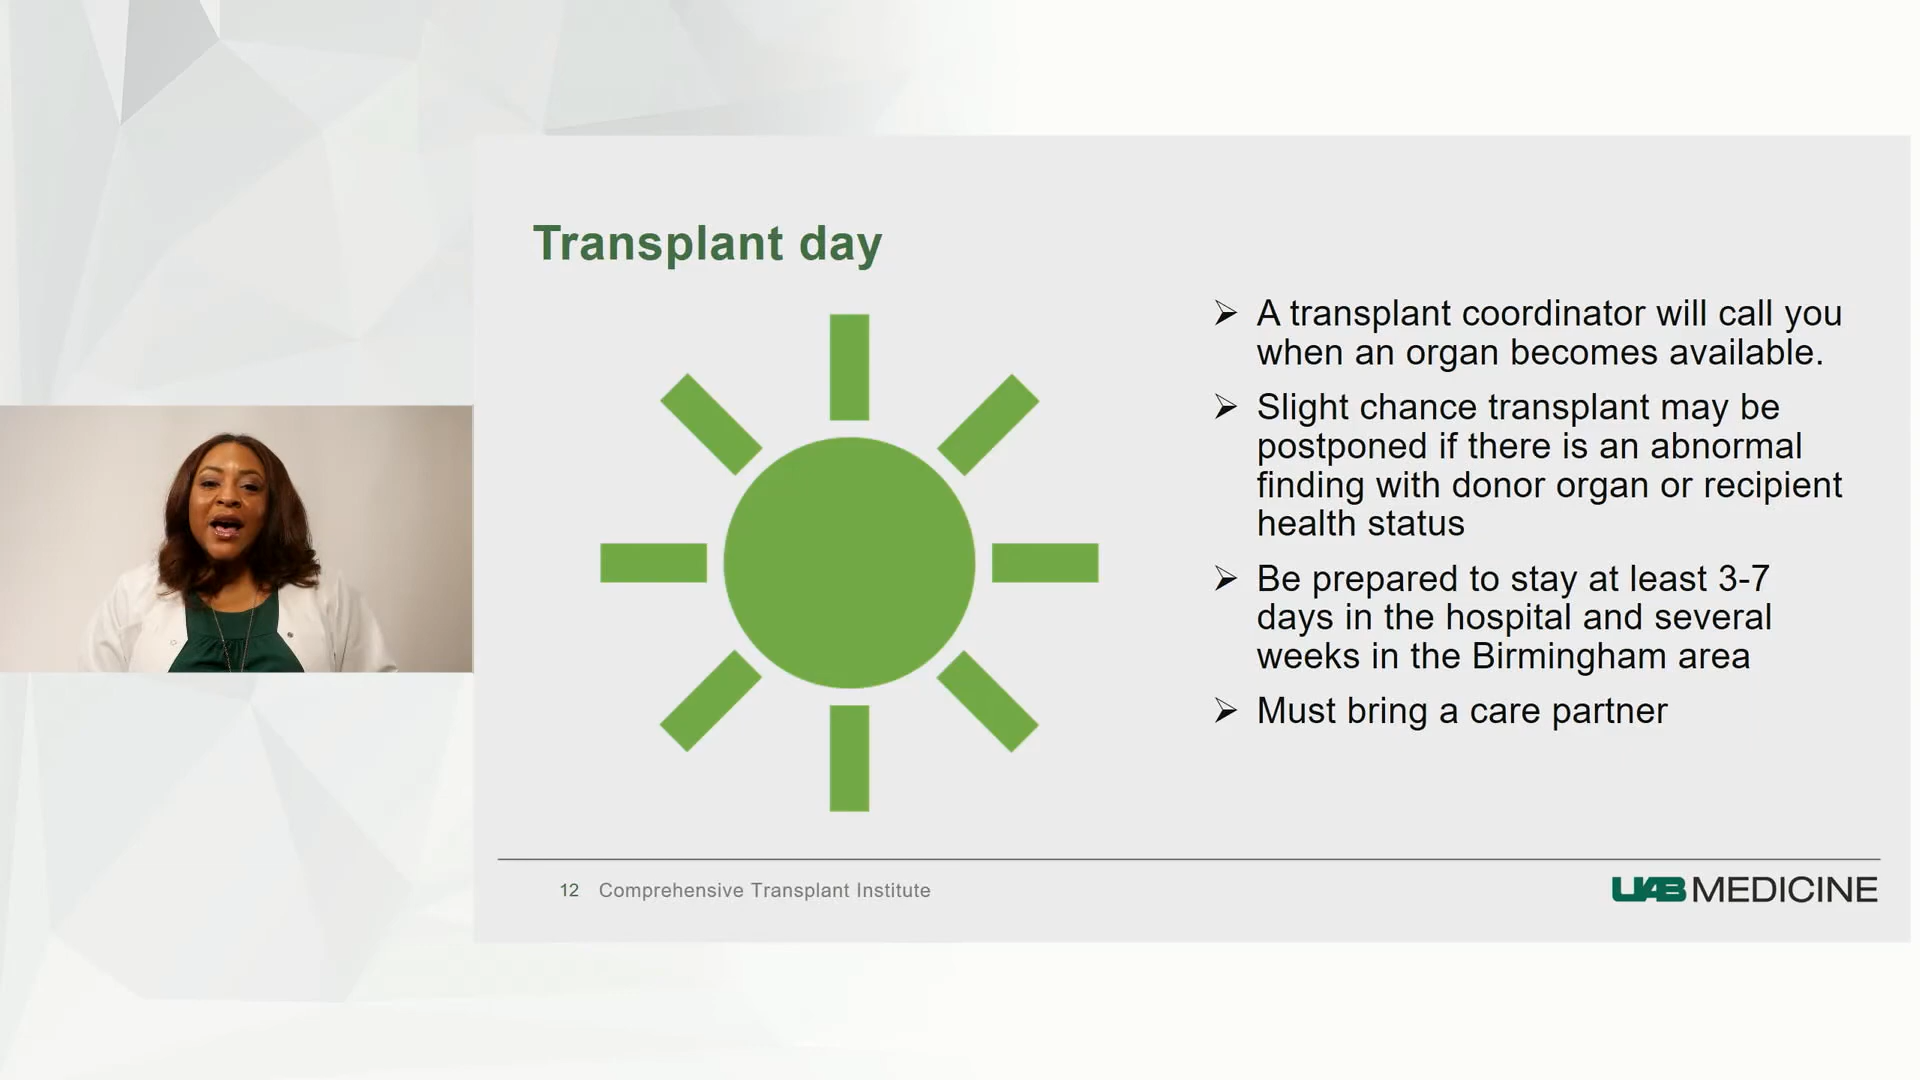 Transplant day
➢ A transplant coordinator will call you
when an organ becomes available.
➢ Slight chance transplant may be
postponed if there is an abnormal
finding with donor organ or recipient
health status
➢ Be prepared to stay at least 3-7
days in the hospital and several
weeks in the Birmingham area
➢ Must bring a care partner
12 Comprehensive Transplant Institute
UAB MEDICINE